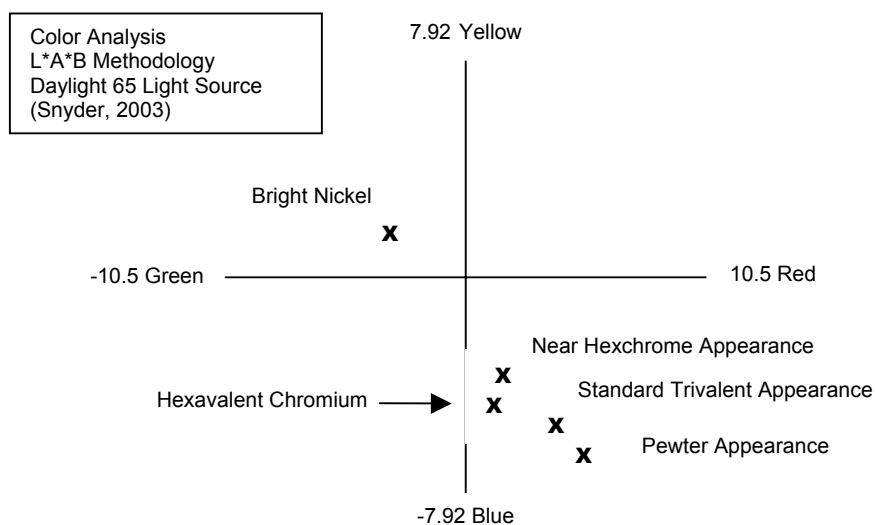 Color Analysis
L*A*B Methodology
Daylight 65 Light Source
(Snyder, 2003)
7.92 Yellow
Bright Nickel
x
-10.5 Green
10.5 Red
Near Hexchrome Appearance
x
Standard Trivalent Appearance
Hexavalent Chromium
x
x
Pewter Appearance
x
-7.92 Blue